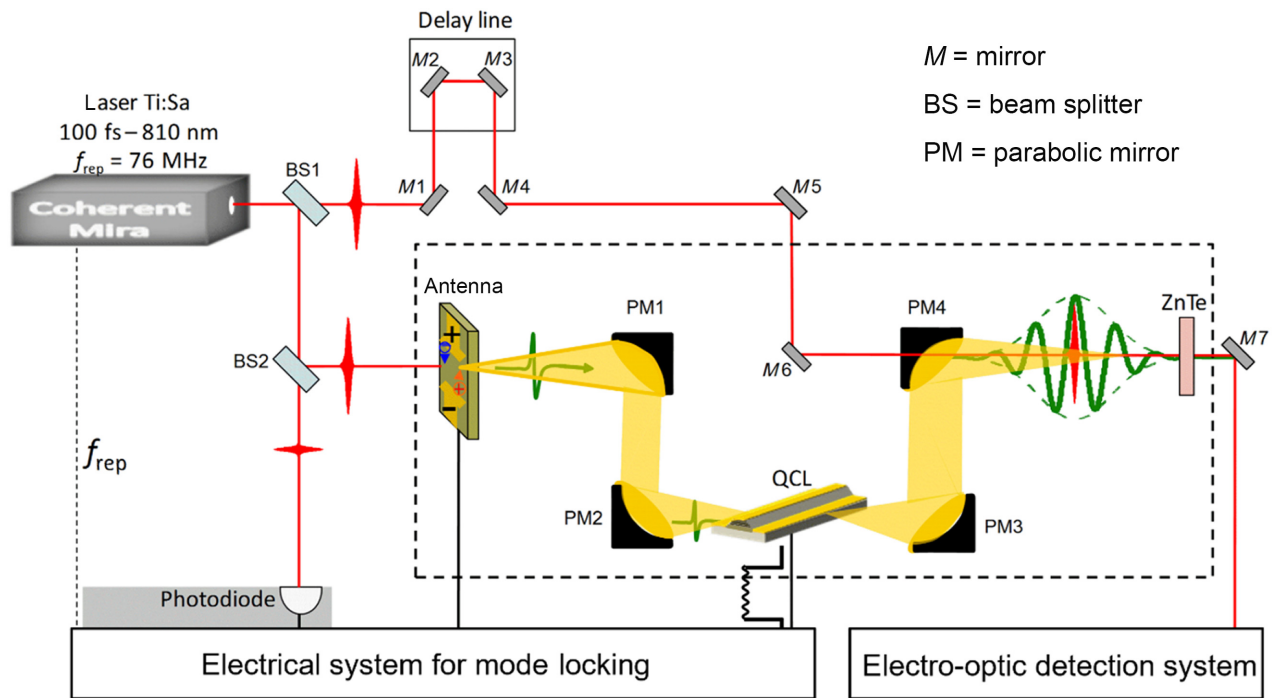 Delay line
M2
M3
M = mirror
BS = beam splitter
PM = parabolic mirror
Laser Ti:Sa
100 fs – 810 nm
f_rep = 76 MHz
BS1
M1
M4
M5
Coherent
Mira
Antenna
PM1
PM4
ZnTe
M7
BS2
+
+
−
M6
f_rep
QCL
PM2
PM3
Photodiode
Electrical system for mode locking
Electro-optic detection system